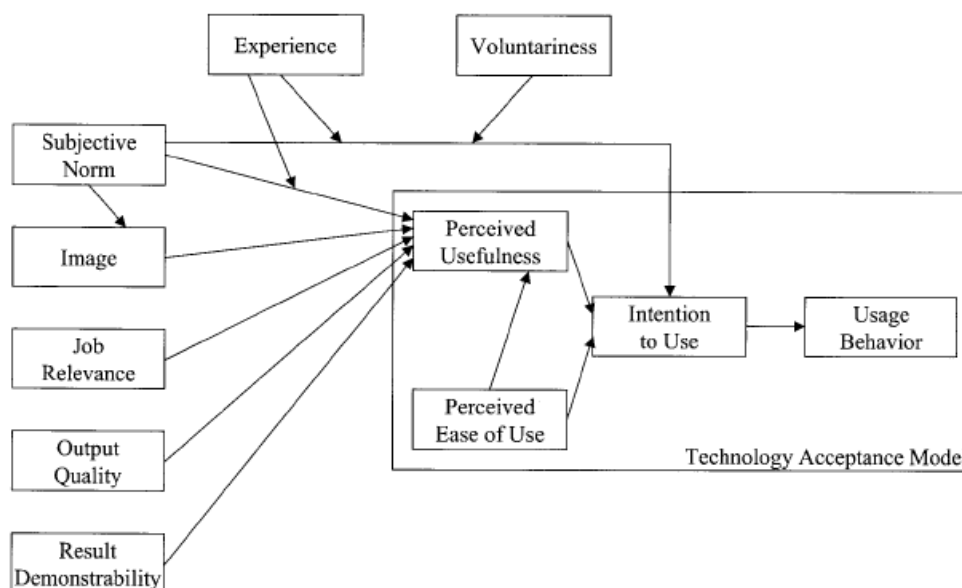 Experience
Voluntariness
Subjective
Norm
Image
Perceived
Usefulness
Job
Relevance
Intention
to Use
Usage
Behavior
Perceived
Ease of Use
Output
Quality
Technology Acceptance Mode
Result
Demonstrability